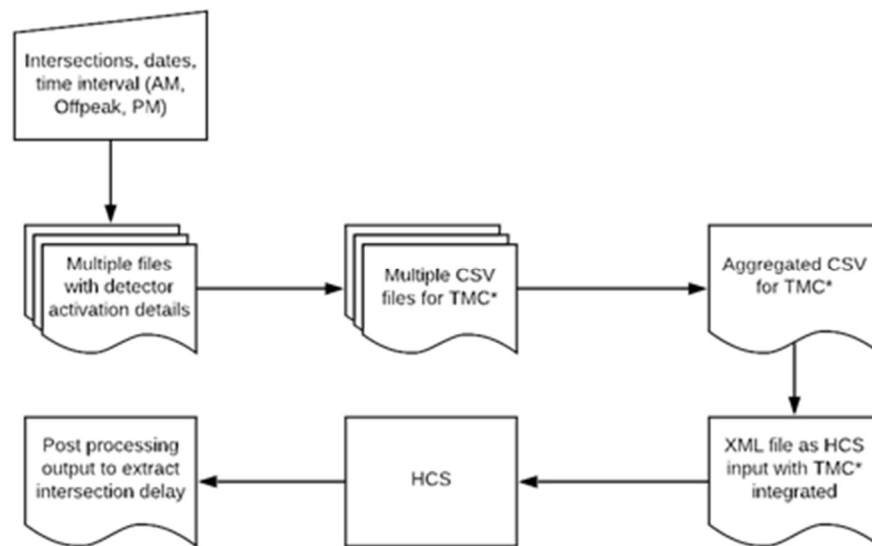 Intersections, dates,
time interval (AM,
Offpeak, PM)
Multiple files
with detector
activation details
Multiple CSV
files for TMC*
Aggregated CSV
for TMC*
XML file as HCS
input with TMC*
integrated
HCS
Post processing
output to extract
intersection delay